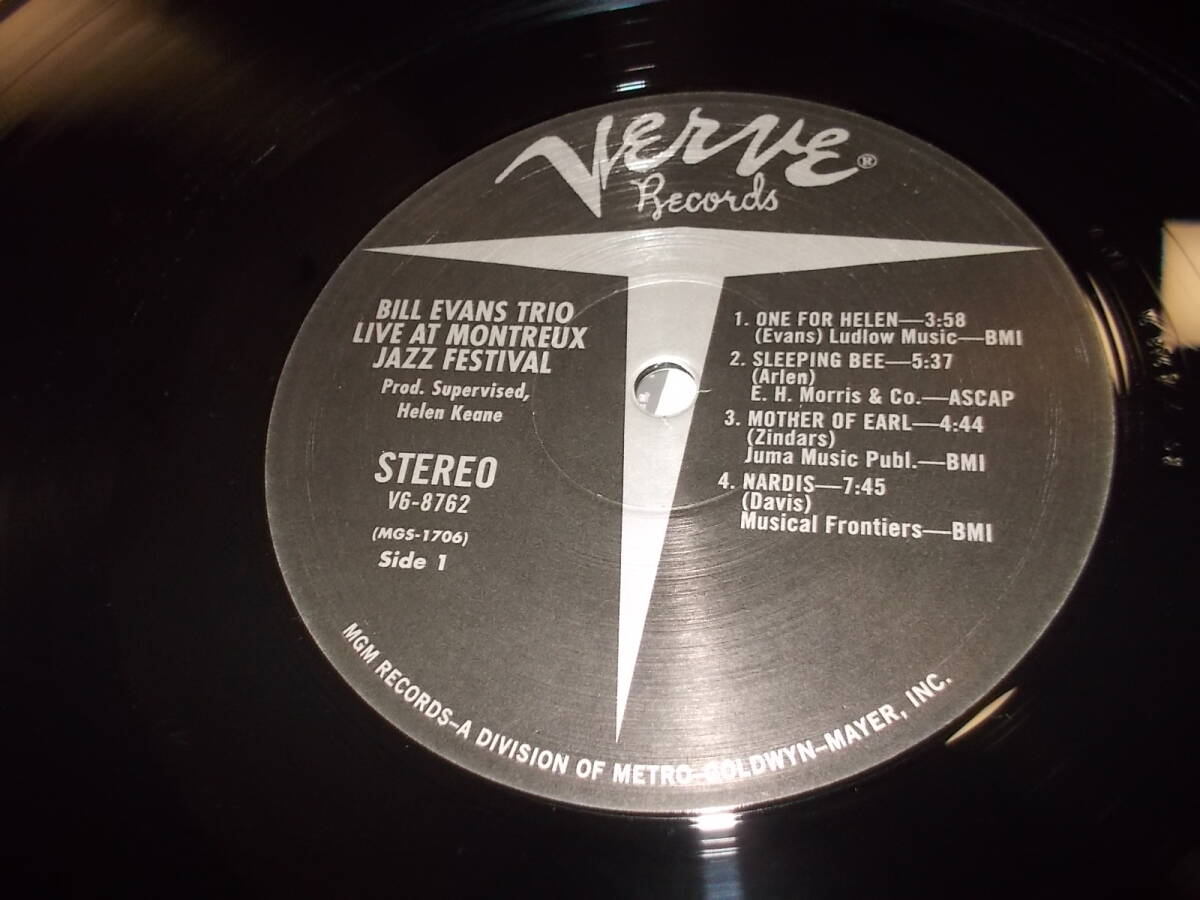 Verve®
Records
BILL EVANS TRIO
LIVE AT MONTREUX
JAZZ FESTIVAL
Prod. Supervised,
Helen Keane
STEREO
V6-8762
(MGS-1706)
Side 1
1. ONE FOR HELEN—3:58
(Evans) Ludlow Music—BMI
2. SLEEPING BEE—5:37
(Arlen)
E. H. Morris & Co.—ASCAP
3. MOTHER OF EARL—4:44
(Zindars)
Juma Music Publ.—BMI
4. NARDIS—7:45
(Davis)
Musical Frontiers—BMI
MGM RECORDS—A DIVISION OF METRO-GOLDWYN-MAYER, INC.